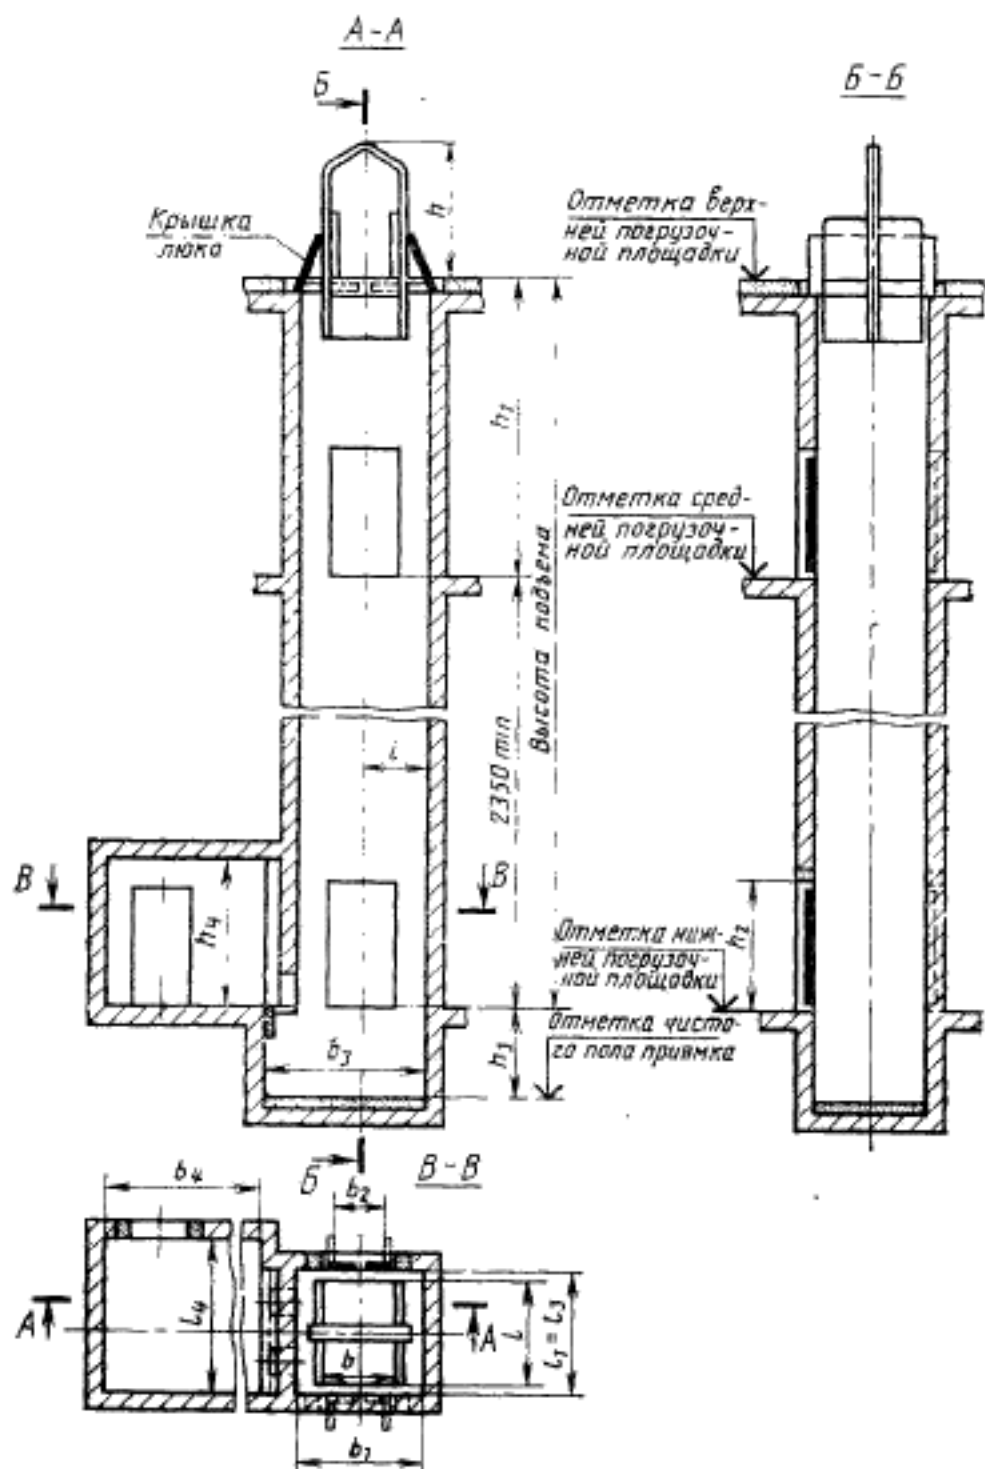 А-А
Б
Б-Б
Крышка
люка
h
Отметка верх-
ней погрузоч-
ной площадки
h₁
Отметка сред-
ней погрузоч-
ной площадки
Высота подъема
2350 min
i
В
В
h₄
h₂
Отметка ниж-
ней погрузоч-
ной площадки
Отметка чисто-
го пола приямка
b₃
h₃
Б
В-В
b₄
b₂
А
А
l₄
b
l
l₁ = l₃
b₁